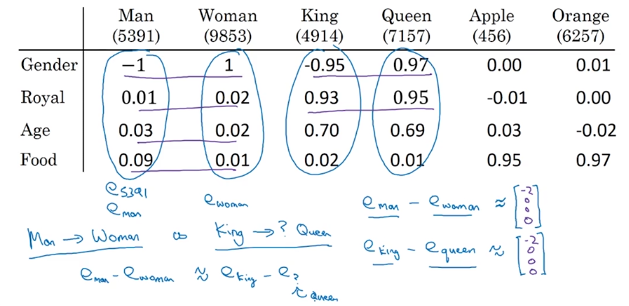 Man Woman King Queen Apple Orange
(5391) (9853) (4914) (7157) (456) (6257)
Gender −1 1 -0.95 0.97 0.00 0.01
Royal 0.01 0.02 0.93 0.95 -0.01 0.00
Age 0.03 0.02 0.70 0.69 0.03 -0.02
Food 0.09 0.01 0.02 0.01 0.95 0.97
e5391
eman ewoman eman − ewoman ≈ [-2 0 0 0]
Man → Woman as King → ? Queen
eking − equeen ≈ [-2 0 0 0]
eman − ewoman ≈ eking − e?
↑ queen